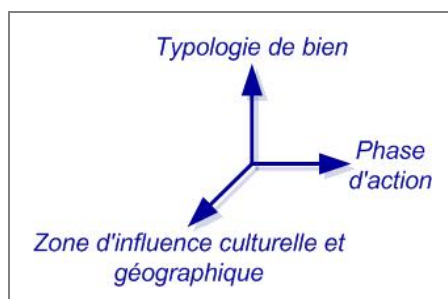 Typologie de bien
Phase
d'action
Zone d'influence culturelle et
géographique